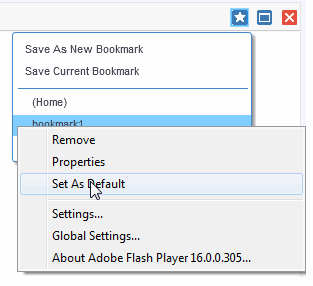 Save As New Bookmark
Save Current Bookmark
(Home)
bookmark1
Remove
Properties
Set As Default
Settings...
Global Settings...
About Adobe Flash Player 16.0.0.305...